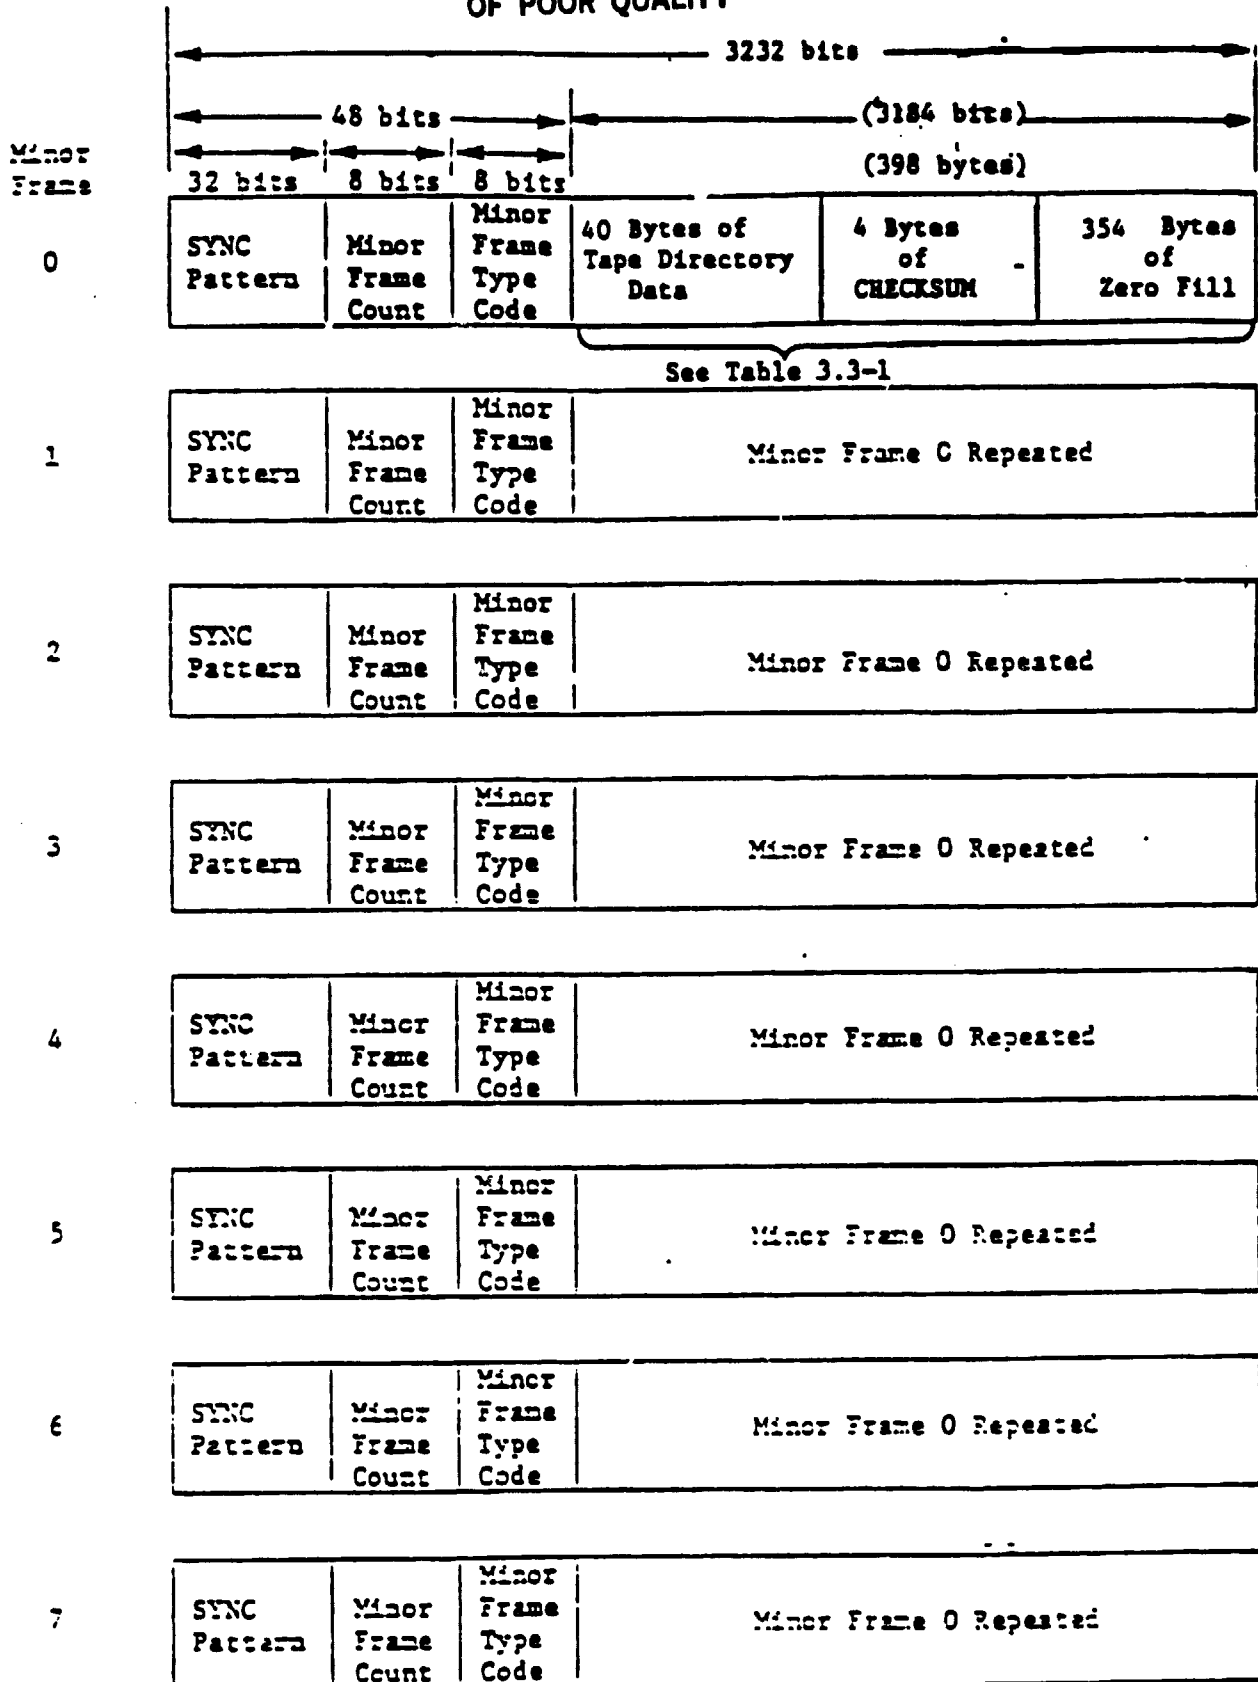 OF POOR QUALITY
3232 bits
48 bits
(3184 bits)
Minor
Frame
32 bits 8 bits 8 bits
(398 bytes)
0
SYNC
Pattern
Minor
Frame
Count
Minor
Frame
Type
Code
40 Bytes of
Tape Directory
Data
4 Bytes
of
CHECKSUM
354 Bytes
of
Zero Fill
See Table 3.3-1
1
SYNC
Pattern
Minor
Frame
Count
Minor
Frame
Type
Code
Minor Frame 0 Repeated
2
SYNC
Pattern
Minor
Frame
Count
Minor
Frame
Type
Code
Minor Frame 0 Repeated
3
SYNC
Pattern
Minor
Frame
Count
Minor
Frame
Type
Code
Minor Frame 0 Repeated
4
SYNC
Pattern
Minor
Frame
Count
Minor
Frame
Type
Code
Minor Frame 0 Repeated
5
SYNC
Pattern
Minor
Frame
Count
Minor
Frame
Type
Code
Minor Frame 0 Repeated
6
SYNC
Pattern
Minor
Frame
Count
Minor
Frame
Type
Code
Minor Frame 0 Repeated
7
SYNC
Pattern
Minor
Frame
Count
Minor
Frame
Type
Code
Minor Frame 0 Repeated